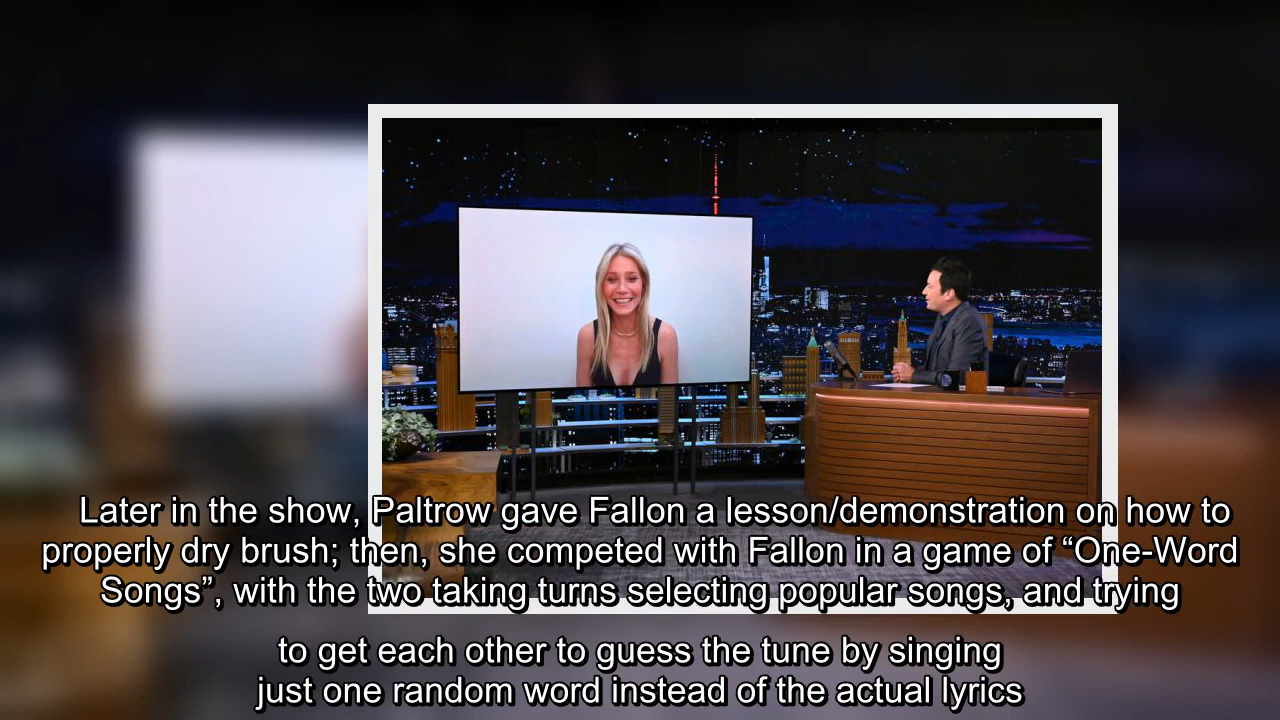 Later in the show, Paltrow gave Fallon a lesson/demonstration on how to
properly dry brush; then, she competed with Fallon in a game of “One-Word
Songs”, with the two taking turns selecting popular songs, and trying
to get each other to guess the tune by singing
just one random word instead of the actual lyrics